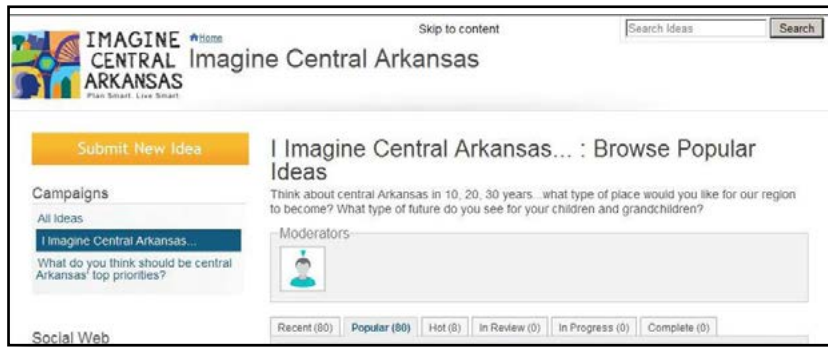 Skip to content
Search Ideas
Search
IMAGINE
CENTRAL
ARKANSAS
Plan Smart. Live Smart.
Home
Imagine Central Arkansas
Submit New Idea
Campaigns
All Ideas
I Imagine Central Arkansas...
What do you think should be central
Arkansas' top priorities?
Social Web
I Imagine Central Arkansas... : Browse Popular
Ideas
Think about central Arkansas in 10, 20, 30 years...what type of place would you like for our region
to become? What type of future do you see for your children and grandchildren?
Moderators
Recent (80) Popular (80) Hot (8) In Review (0) In Progress (0) Complete (0)